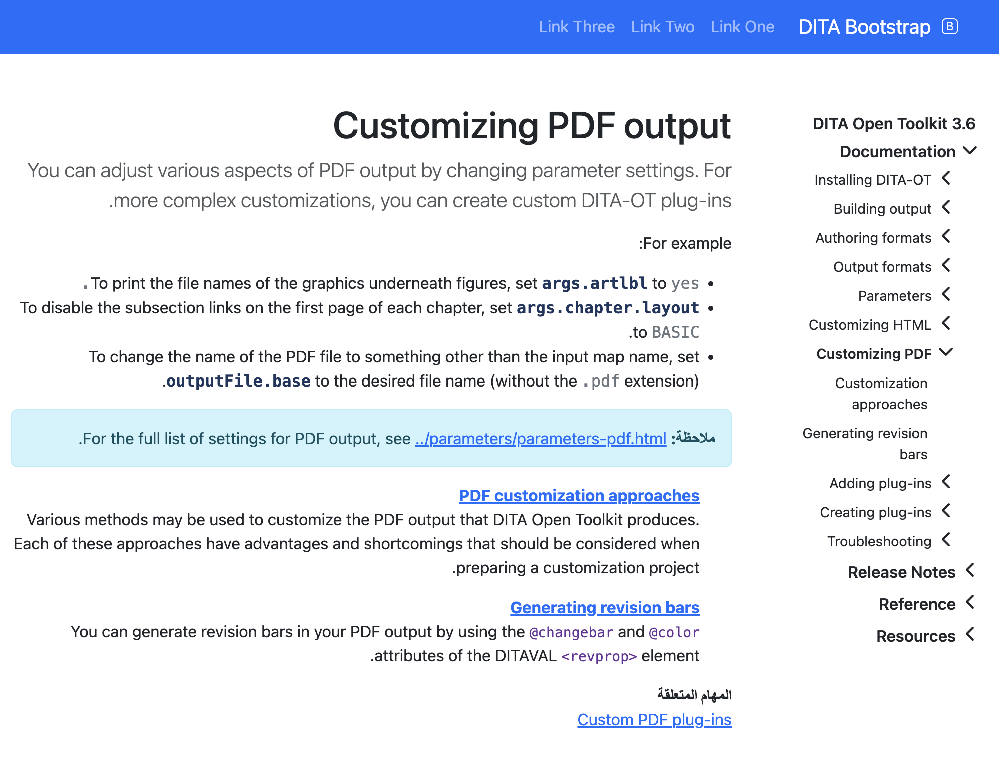 DITA Bootstrap B
Link One
Link Two
Link Three
DITA Open Toolkit 3.6
Documentation
Installing DITA-OT
Building output
Authoring formats
Output formats
Parameters
Customizing HTML
Customizing PDF
Customization
approaches
Generating revision
bars
Adding plug-ins
Creating plug-ins
Troubleshooting
Release Notes
Reference
Resources
Customizing PDF output
You can adjust various aspects of PDF output by changing parameter settings. For
more complex customizations, you can create custom DITA-OT plug-ins.
For example:
• To print the file names of the graphics underneath figures, set args.artlbl to yes.
• To disable the subsection links on the first page of each chapter, set args.chapter.layout
to BASIC.
• To change the name of the PDF file to something other than the input map name, set
outputFile.base to the desired file name (without the .pdf extension).
ملاحظة: For the full list of settings for PDF output, see ../parameters/parameters-pdf.html.
PDF customization approaches
Various methods may be used to customize the PDF output that DITA Open Toolkit produces.
Each of these approaches have advantages and shortcomings that should be considered when
preparing a customization project.
Generating revision bars
You can generate revision bars in your PDF output by using the @changebar and @color
attributes of the DITAVAL <revprop> element.
المهام المتعلقة
Custom PDF plug-ins